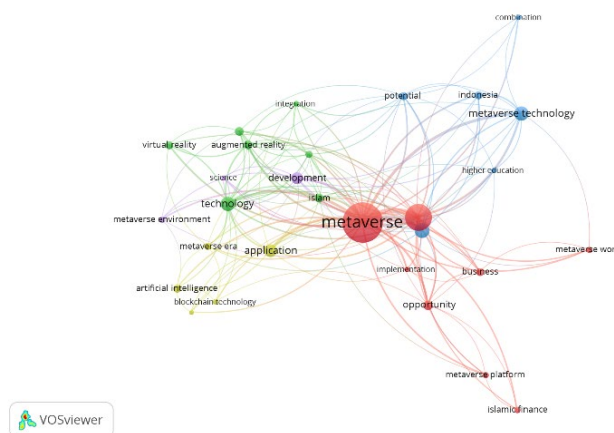 combination
potential
indonesia
integration
metaverse technology
virtual reality
augmented reality
higher education
science
development
islam
technology
metaverse environment
metaverse
metaverse era
application
metaverse wor
implementation
business
artificial intelligence
blockchain technology
opportunity
metaverse platform
islamic finance
VOSviewer